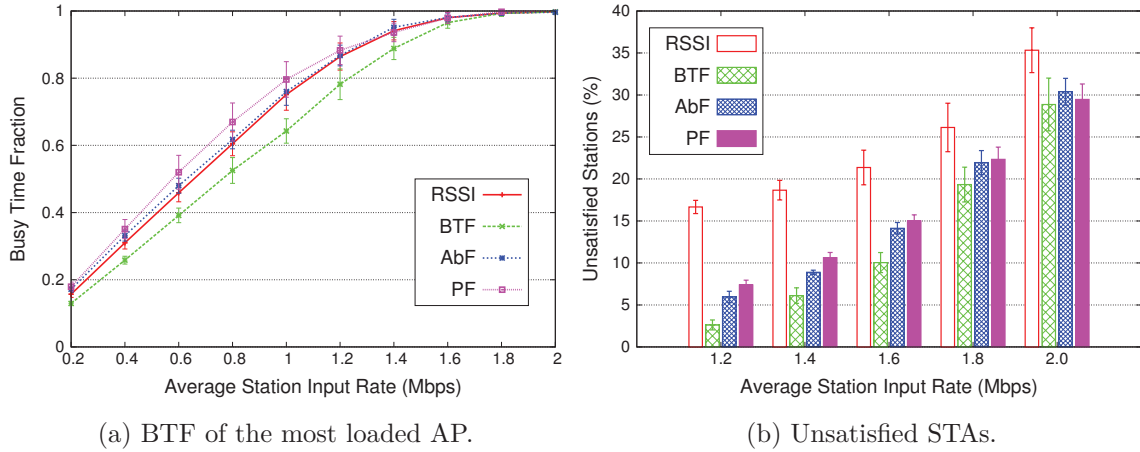 1
0.8
0.6
0.4
0.2
0
Busy Time Fraction
RSSI
BTF
AbF
PF
0.2 0.4 0.6 0.8 1 1.2 1.4 1.6 1.8 2
Average Station Input Rate (Mbps)
(a) BTF of the most loaded AP.
40
35
30
25
20
15
10
5
0
Unsatisfied Stations (%)
RSSI
BTF
AbF
PF
1.2 1.4 1.6 1.8 2.0
Average Station Input Rate (Mbps)
(b) Unsatisfied STAs.